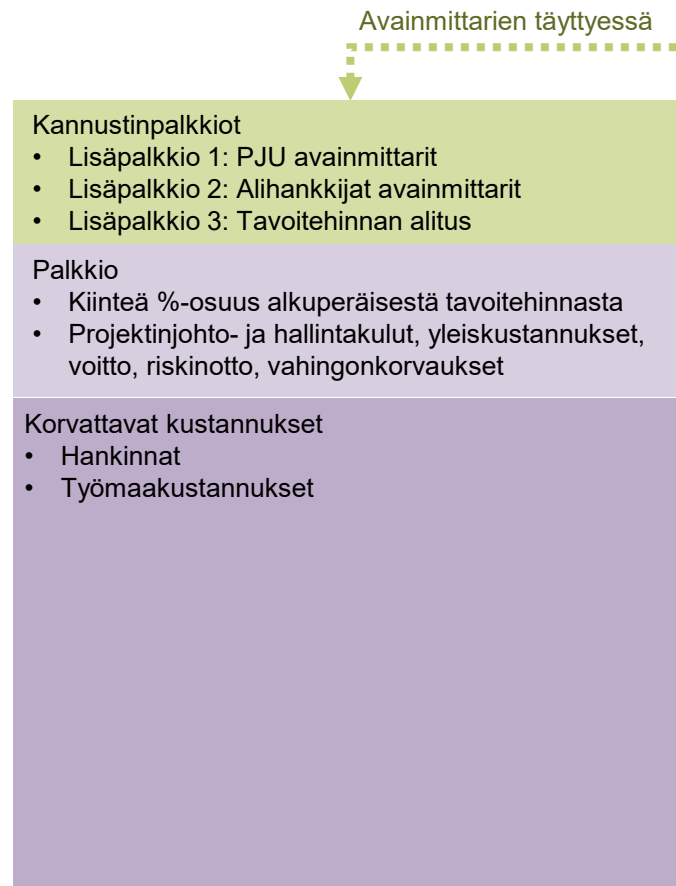 Avainmittarien täyttyessä
Kannustinpalkkiot
• Lisäpalkkio 1: PJU avainmittarit
• Lisäpalkkio 2: Alihankkijat avainmittarit
• Lisäpalkkio 3: Tavoitehinnan alitus
Palkkio
• Kiinteä %-osuus alkuperäisestä tavoitehinnasta
• Projektinjohto- ja hallintakulut, yleiskustannukset,
voitto, riskinotto, vahingonkorvaukset
Korvattavat kustannukset
• Hankinnat
• Työmaakustannukset